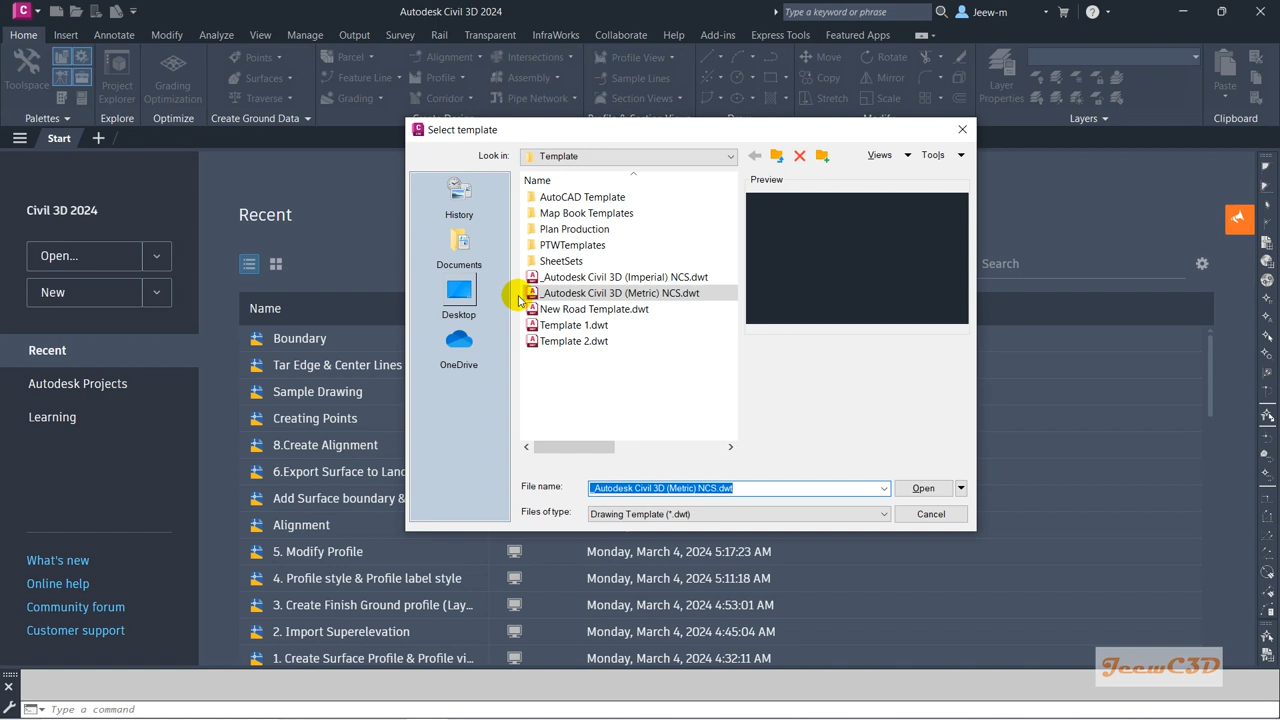 Autodesk Civil 3D 2024
Type a keyword or phrase
Jeew-m
Home Insert Annotate Modify Analyze View Manage Output Survey Rail Transparent InfraWorks Collaborate Help Add-ins Express Tools Featured Apps
Toolspace
Project Explorer
Grading Optimization
Points
Surfaces
Traverse
Parcel
Feature Line
Grading
Alignment
Profile
Corridor
Intersections
Assembly
Pipe Network
Profile View
Sample Lines
Section Views
Move
Copy
Stretch
Rotate
Mirror
Scale
Layer Properties
Paste
Palettes Explore Optimize Create Ground Data Layers Clipboard
Start
Select template
Look in: Template
Views Tools
History
Documents
Desktop
OneDrive
Name
AutoCAD Template
Map Book Templates
Plan Production
PTWTemplates
SheetSets
_Autodesk Civil 3D (Imperial) NCS.dwt
_Autodesk Civil 3D (Metric) NCS.dwt
New Road Template.dwt
Template 1.dwt
Template 2.dwt
Preview
File name: _Autodesk Civil 3D (Metric) NCS.dwt Open
Files of type: Drawing Template (*.dwt) Cancel
Civil 3D 2024
Open...
New
Recent
Autodesk Projects
Learning
What's new
Online help
Community forum
Customer support
Recent
Search
Name
Boundary
Tar Edge & Center Lines
Sample Drawing
Creating Points
8.Create Alignment
6.Export Surface to Land
Add Surface boundary &
Alignment
5. Modify Profile Monday, March 4, 2024 5:17:23 AM
4. Profile style & Profile label style Monday, March 4, 2024 5:11:18 AM
3. Create Finish Ground profile (Lay... Monday, March 4, 2024 4:53:01 AM
2. Import Superelevation Monday, March 4, 2024 4:45:04 AM
1. Create Surface Profile & Profile vi... Monday, March 4, 2024 4:32:11 AM
JeewC3D
Type a command